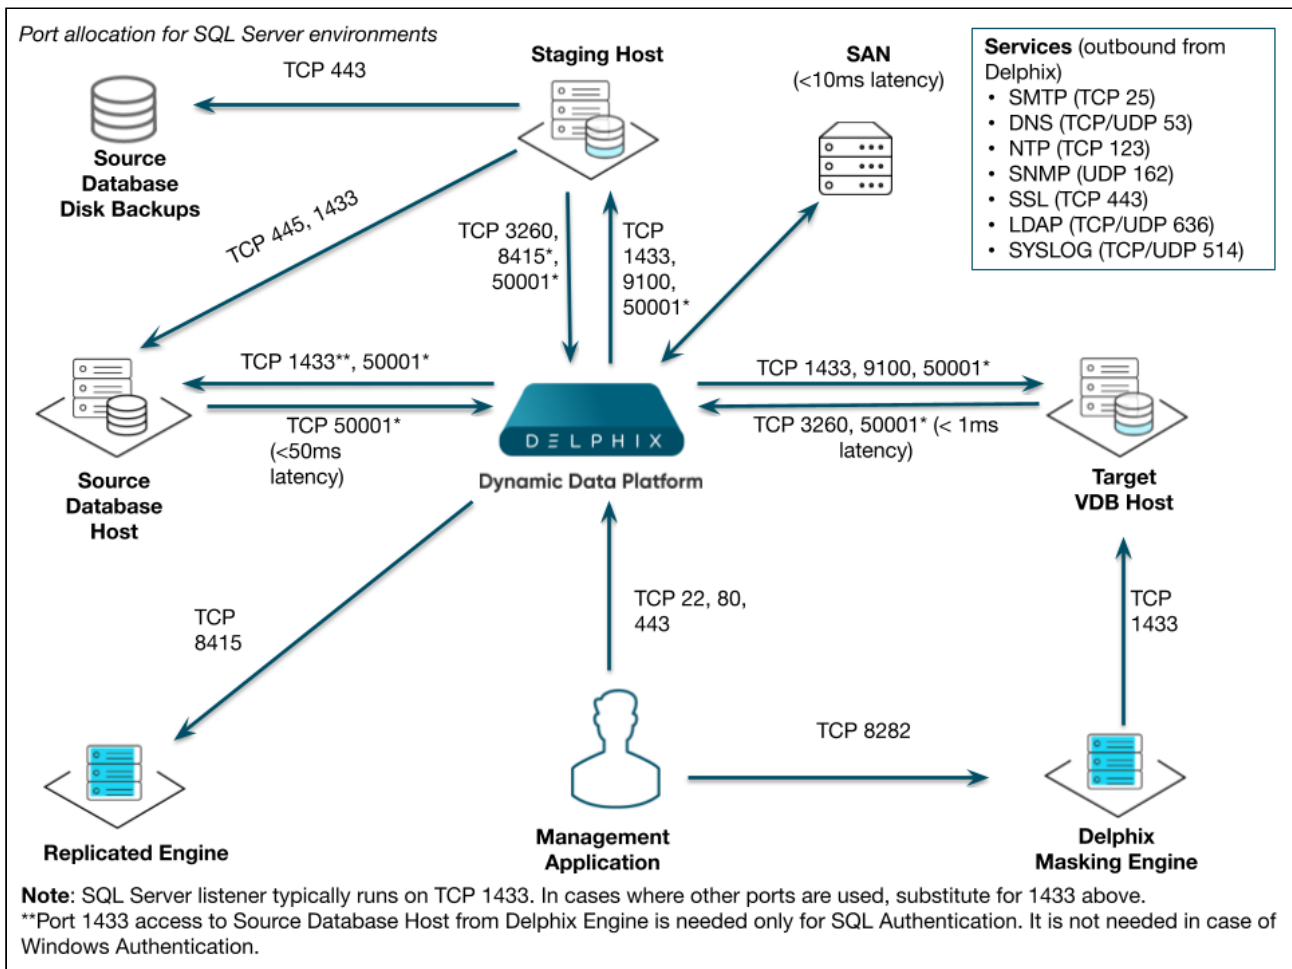 Port allocation for SQL Server environments
TCP 443
Staging Host
SAN
(<10ms latency)
Services (outbound from
Delphix)
• SMTP (TCP 25)
• DNS (TCP/UDP 53)
• NTP (TCP 123)
• SNMP (UDP 162)
• SSL (TCP 443)
• LDAP (TCP/UDP 636)
• SYSLOG (TCP/UDP 514)
Source
Database
Disk Backups
TCP 445, 1433
TCP 3260,
8415*,
50001*
TCP
1433,
9100,
50001*
TCP 1433**, 50001*
TCP 50001*
(<50ms
latency)
TCP 1433, 9100, 50001*
TCP 3260, 50001* (< 1ms
latency)
DELPHIX
Dynamic Data Platform
Source
Database
Host
Target
VDB Host
TCP
8415
TCP 22, 80,
443
TCP
1433
TCP 8282
Replicated Engine
Management
Application
Delphix
Masking Engine
Note: SQL Server listener typically runs on TCP 1433. In cases where other ports are used, substitute for 1433 above.
**Port 1433 access to Source Database Host from Delphix Engine is needed only for SQL Authentication. It is not needed in case of
Windows Authentication.